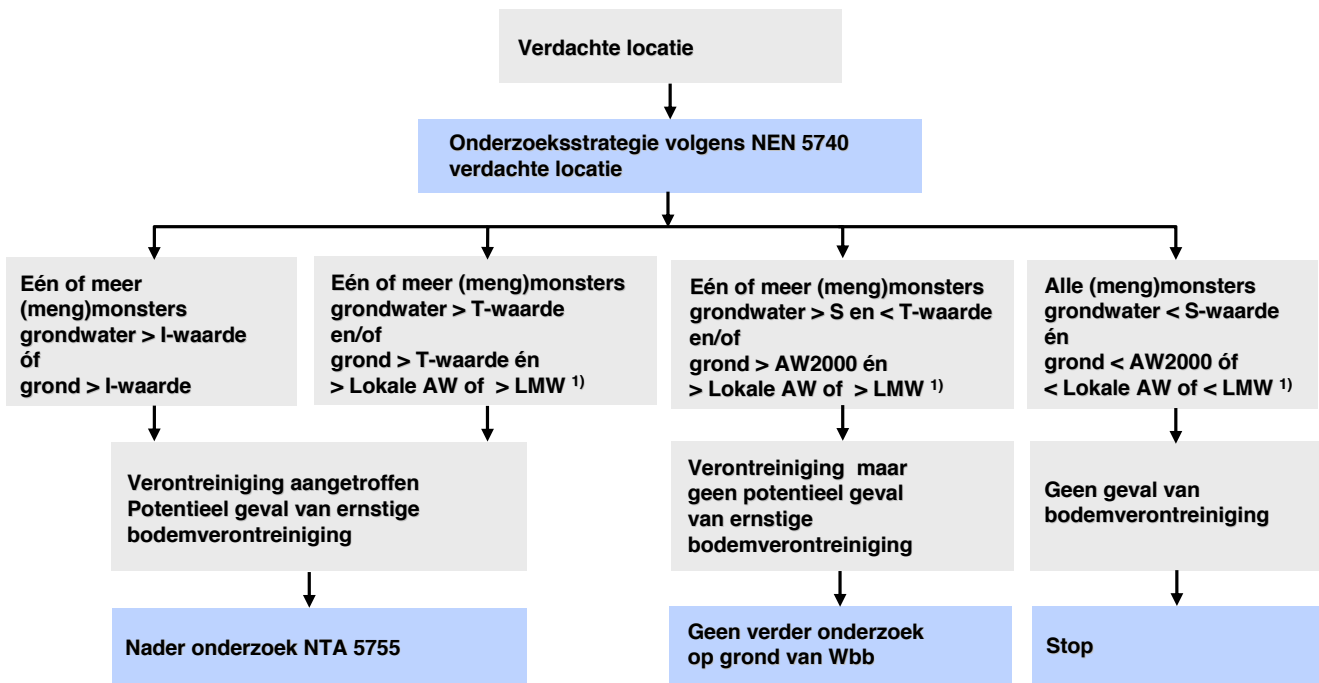 Verdachte locatie
Onderzoeksstrategie volgens NEN 5740
verdachte locatie
Eén of meer
(meng)monsters
grondwater > I-waarde
óf
grond > I-waarde
Eén of meer (meng)monsters
grondwater > T-waarde
en/of
grond > T-waarde én
> Lokale AW of > LMW 1)
Eén of meer (meng)monsters
grondwater > S en < T-waarde
en/of
grond > AW2000 én
> Lokale AW of > LMW 1)
Alle (meng)monsters
grondwater < S-waarde
én
grond < AW2000 óf
< Lokale AW of < LMW 1)
Verontreiniging aangetroffen
Potentieel geval van ernstige
bodemverontreiniging
Verontreiniging maar
geen potentieel geval
van ernstige
bodemverontreiniging
Geen geval van
bodemverontreiniging
Nader onderzoek NTA 5755
Geen verder onderzoek
op grond van Wbb
Stop